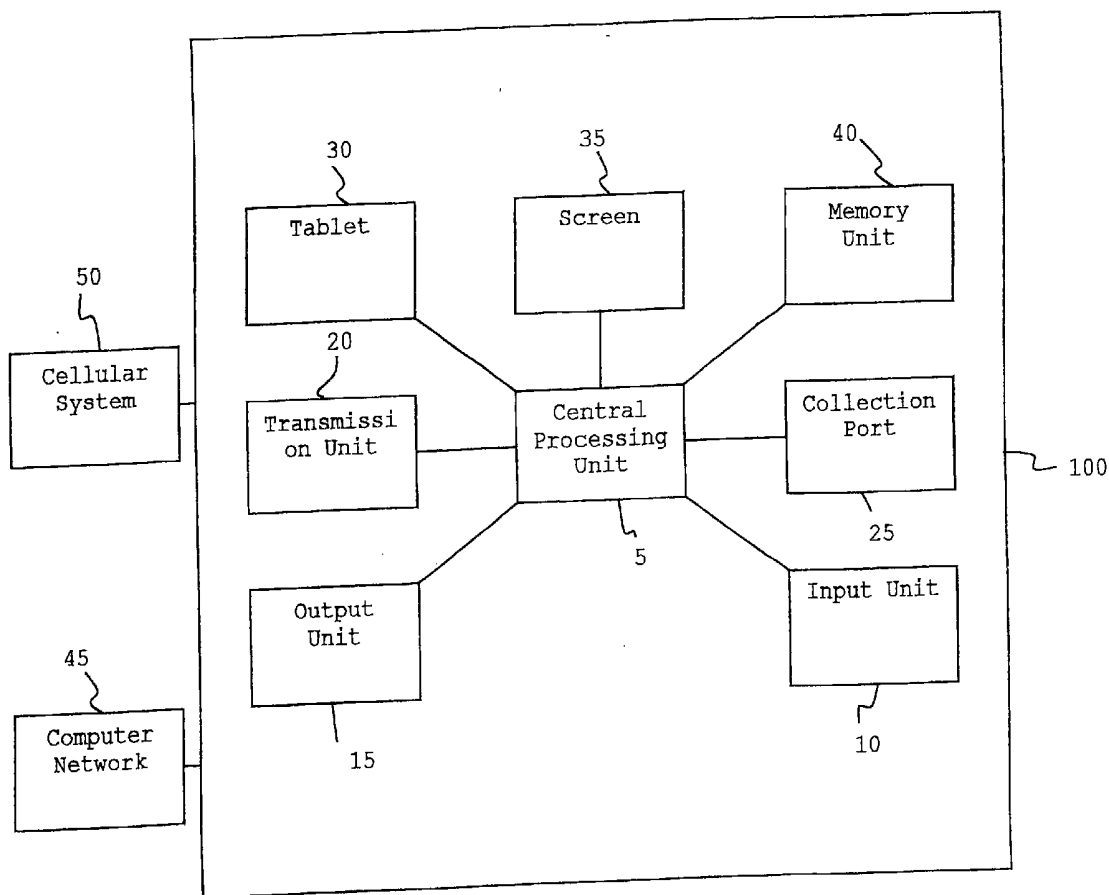 30
Tablet
35
Screen
40
Memory
Unit
50
Cellular
System
20
Transmissi
on Unit
Central
Processing
Unit
5
Collection
Port
25
100
Output
Unit
15
Input Unit
10
45
Computer
Network